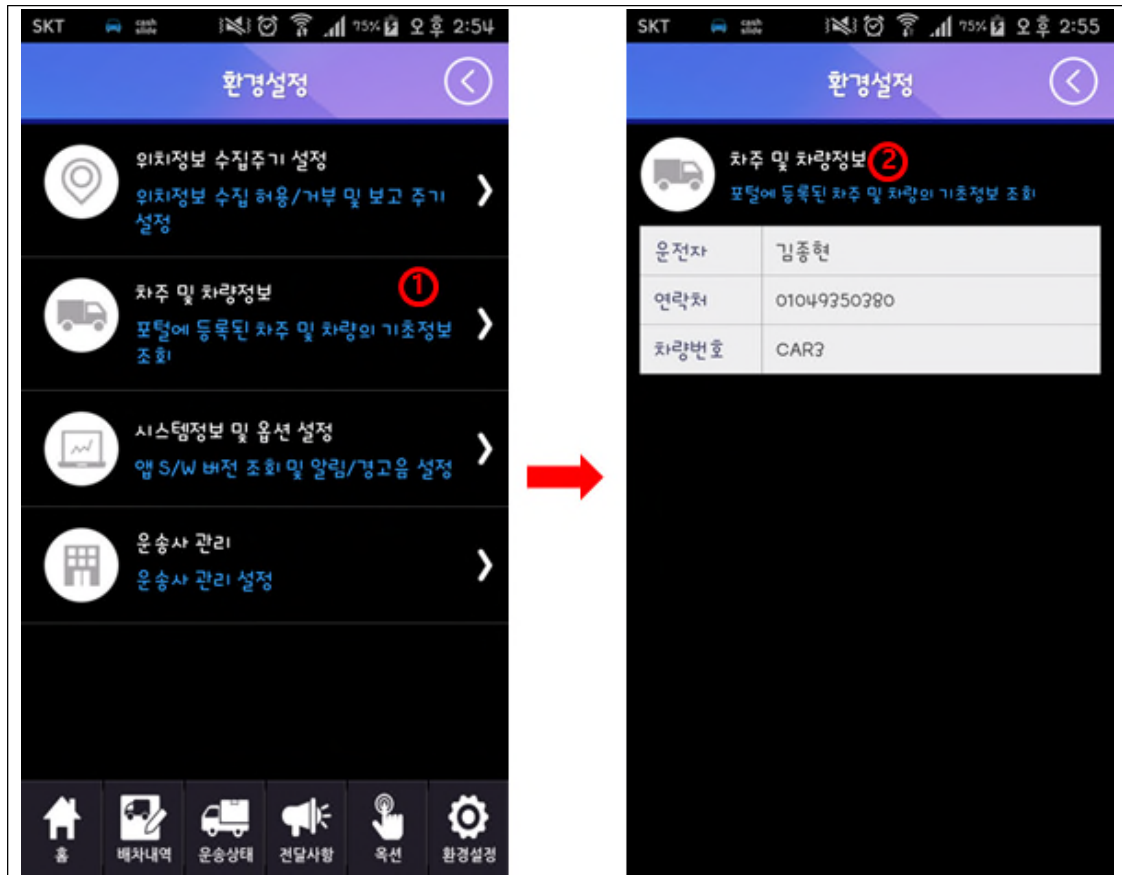 SKT cash slide 75% 오후 2:54
환경설정
위치정보 수집주기 설정
위치정보 수집 허용/거부 및 보고 주기
설정
차주 및 차량정보 1
포털에 등록된 차주 및 차량의 기초정보
조회
시스템정보 및 옵션 설정
앱 S/W 버전 조회 및 알림/경고음 설정
운송사 관리
운송사 관리 설정
홈 배차내역 운송상태 전달사항 옥션 환경설정
SKT cash slide 75% 오후 2:55
환경설정
차주 및 차량정보 2
포털에 등록된 차주 및 차량의 기초정보 조회
운전자 김종현
연락처 01049350380
차량번호 CAR3